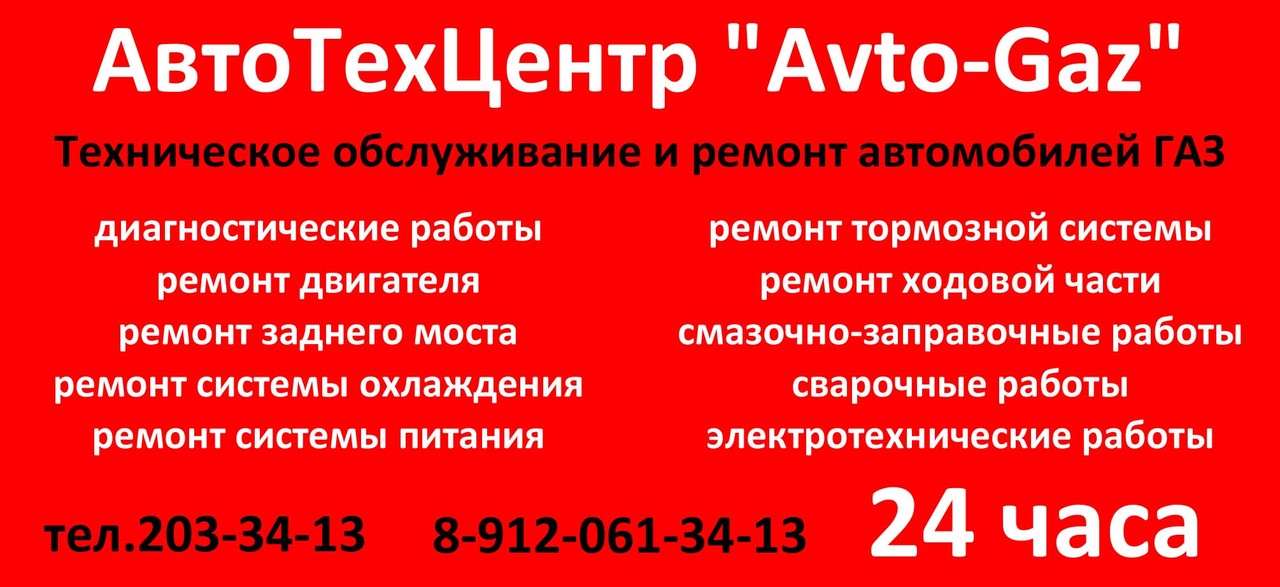 АвтоТехЦентр "Avto-Gaz"
Техническое обслуживание и ремонт автомобилей ГАЗ
диагностические работы
ремонт двигателя
ремонт заднего моста
ремонт системы охлаждения
ремонт системы питания
ремонт тормозной системы
ремонт ходовой части
смазочно-заправочные работы
сварочные работы
электротехнические работы
тел.203-34-13 8-912-061-34-13 24 часа